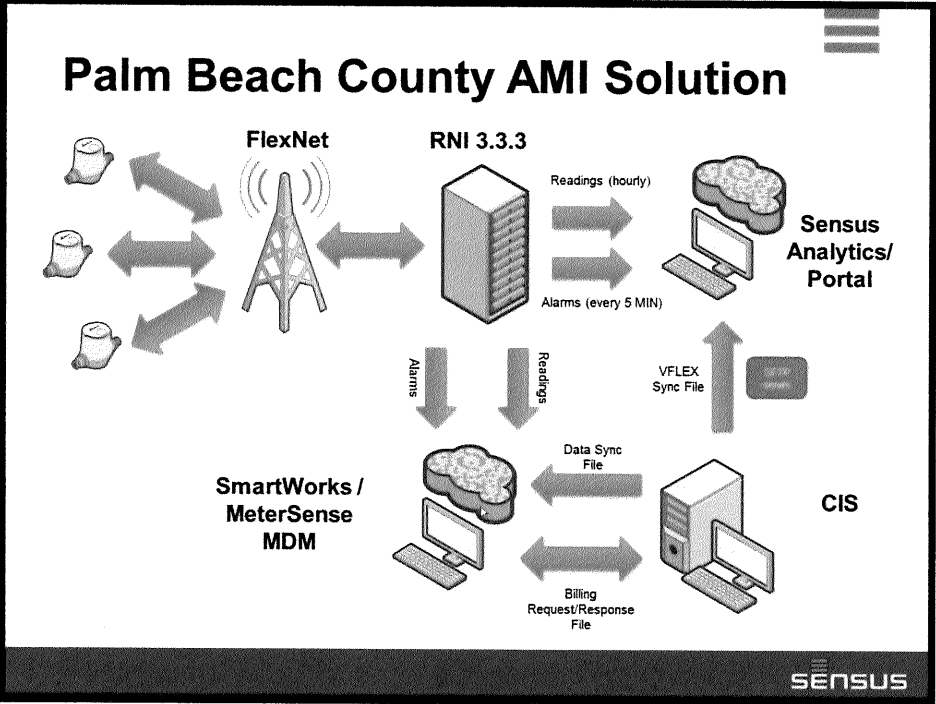 Palm Beach County AMI Solution
FlexNet
RNI 3.3.3
Readings (hourly)
Alarms (every 5 MIN)
Sensus
Analytics/
Portal
Alarms
Readings
VFLEX
Sync File
Data Sync
File
SmartWorks /
MeterSense
MDM
CIS
Billing
Request/Response
File
sensus